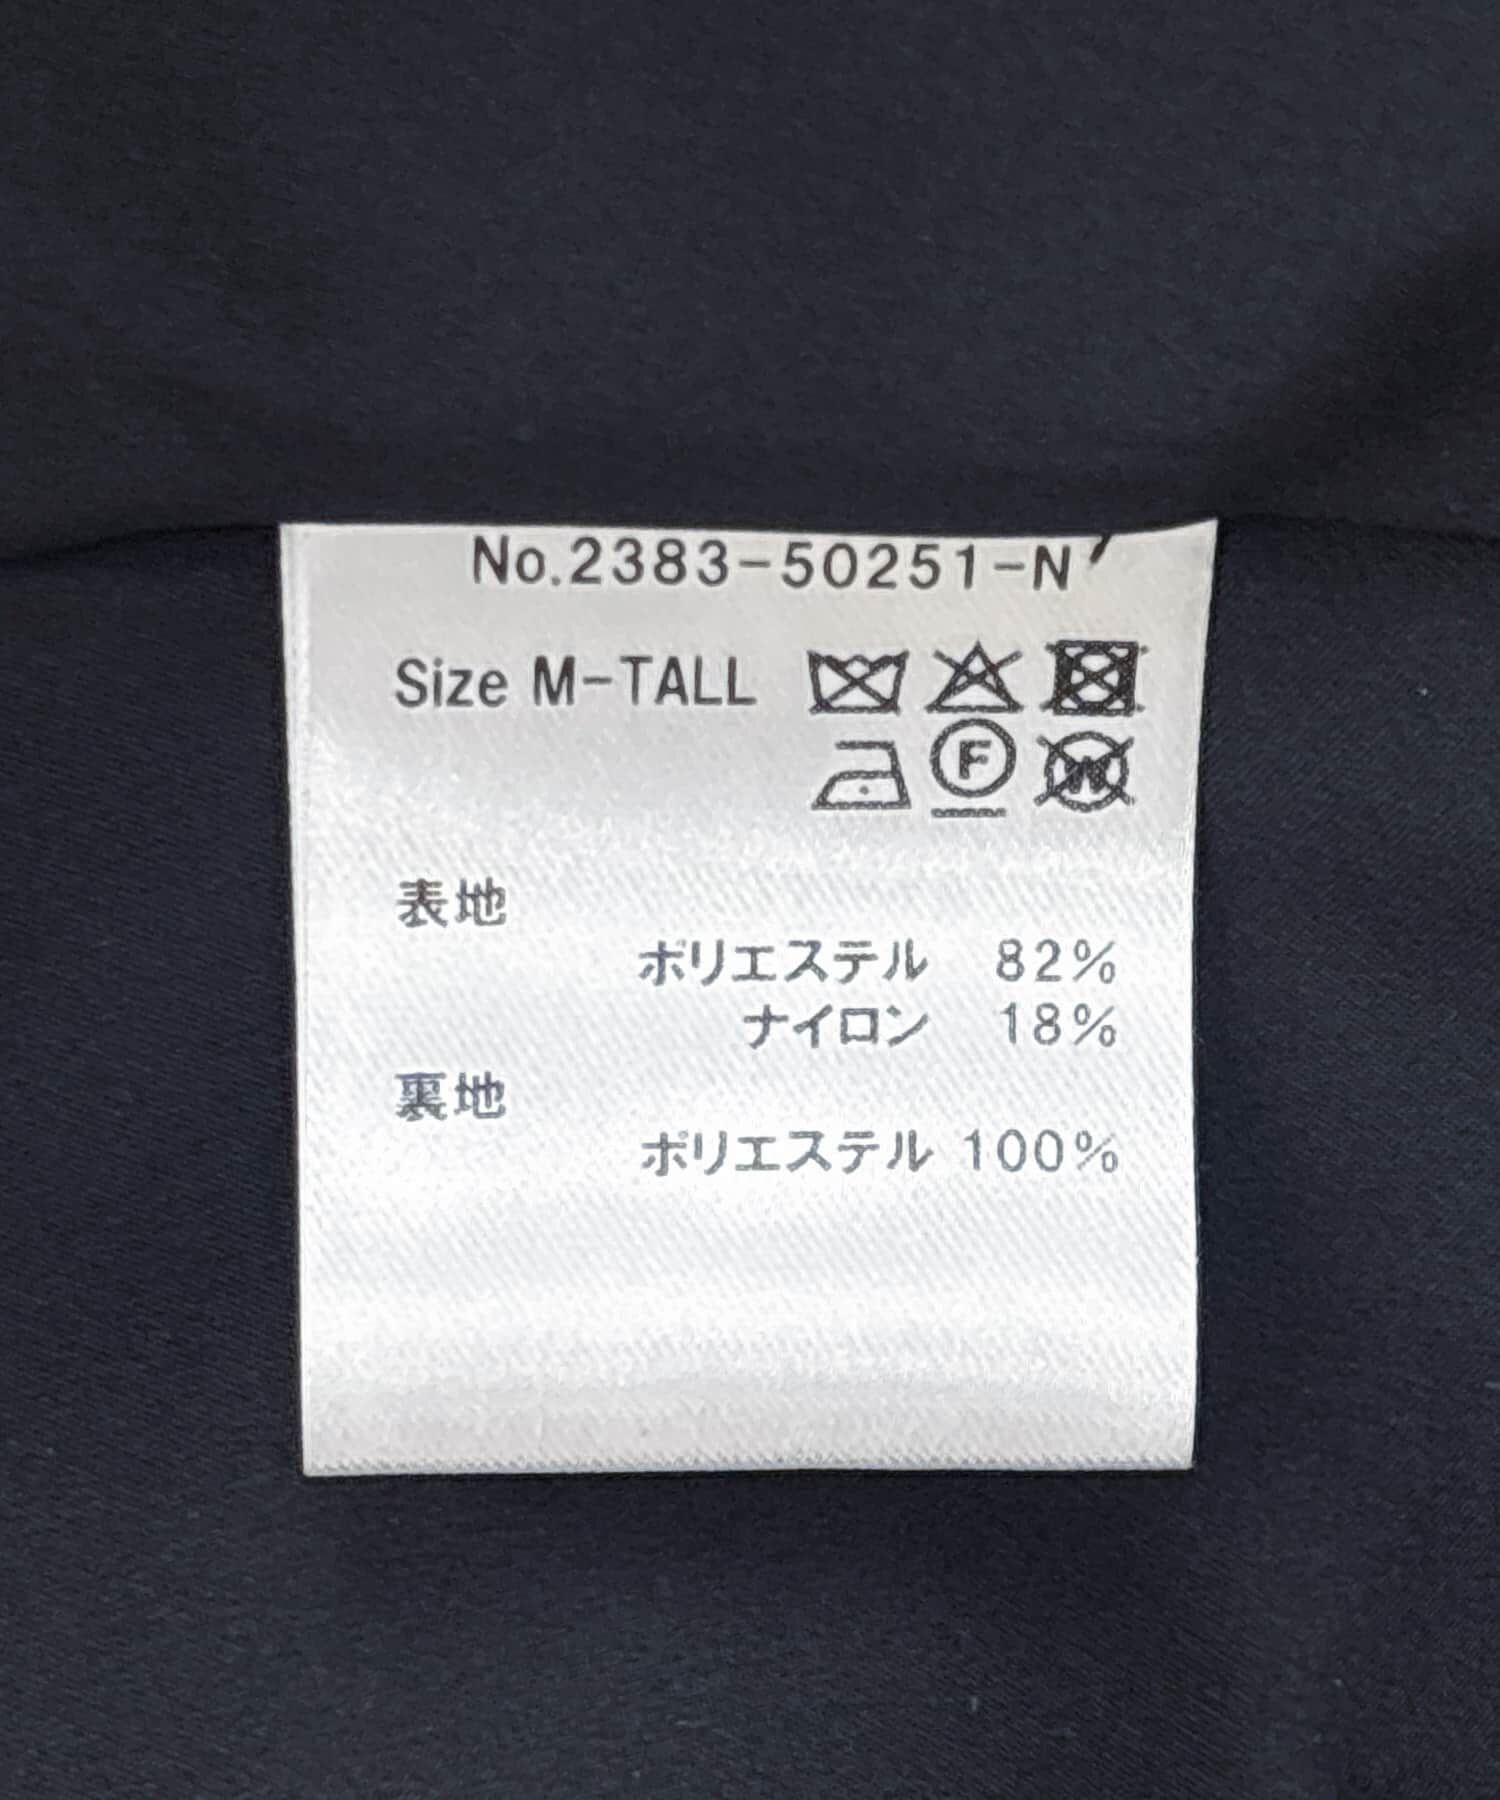 No.2383-50251-N
Size M-TALL
F
W
表地
ポリエステル 82%
ナイロン 18%
裏地
ポリエステル 100%